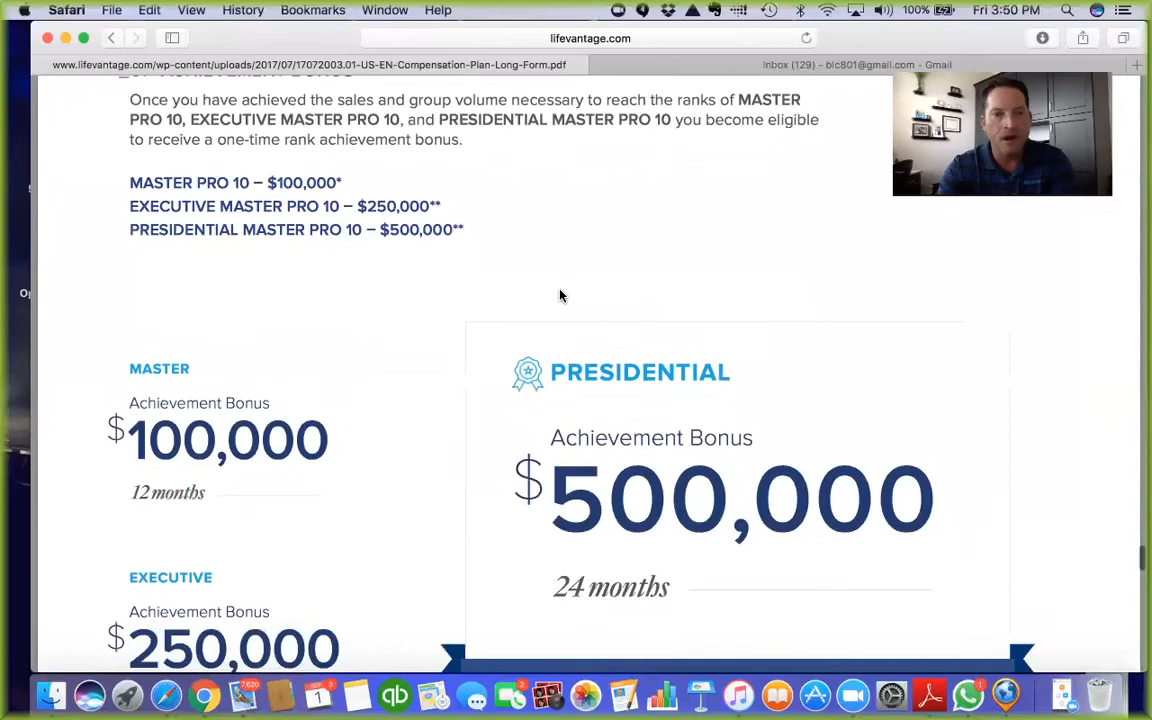 Safari File Edit View History Bookmarks Window Help 100% Fri 3:50 PM
lifevantage.com
www.lifevantage.com/wp-content/uploads/2017/07/17072003.01-US-EN-Compensation-Plan-Long-Form.pdf
Inbox (129) - blc801@gmail.com - Gmail
Once you have achieved the sales and group volume necessary to reach the ranks of MASTER
PRO 10, EXECUTIVE MASTER PRO 10, and PRESIDENTIAL MASTER PRO 10 you become eligible
to receive a one-time rank achievement bonus.
MASTER PRO 10 – $100,000*
EXECUTIVE MASTER PRO 10 – $250,000**
PRESIDENTIAL MASTER PRO 10 – $500,000**
MASTER
Achievement Bonus
$100,000
12 months
EXECUTIVE
Achievement Bonus
$250,000
PRESIDENTIAL
Achievement Bonus
$500,000
24 months